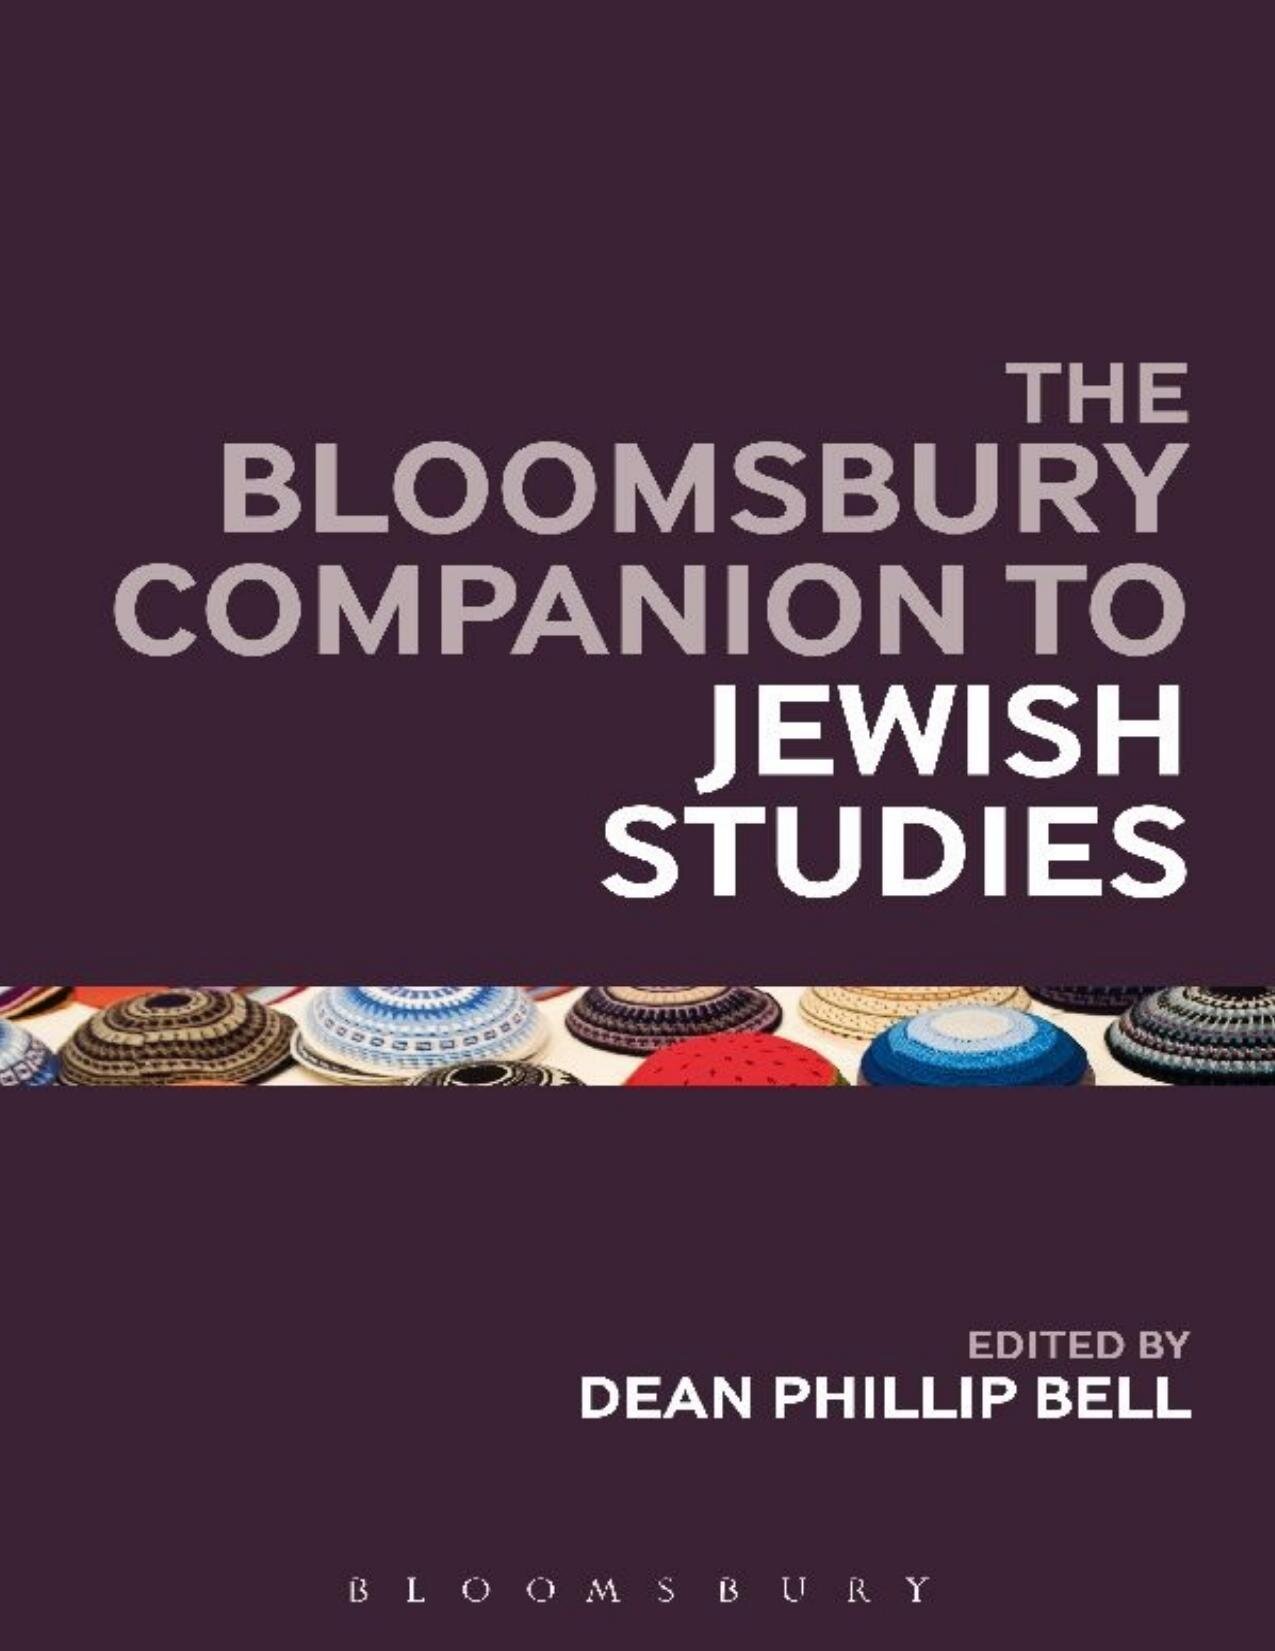 THE
BLOOMSBURY
COMPANION TO
JEWISH
STUDIES
EDITED BY
DEAN PHILLIP BELL
BLOOMSBURY